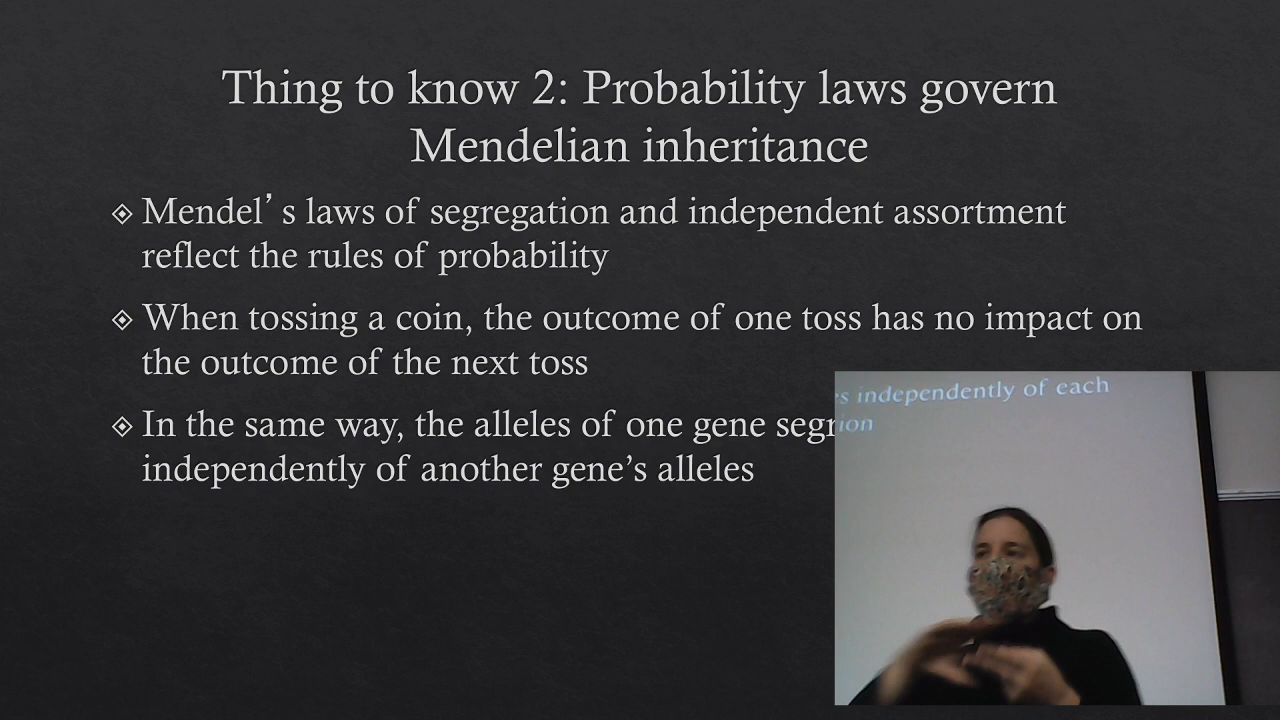 Thing to know 2: Probability laws govern
Mendelian inheritance
Mendel’s laws of segregation and independent assortment
reflect the rules of probability
When tossing a coin, the outcome of one toss has no impact on
the outcome of the next toss
In the same way, the alleles of one gene
independently of another gene’s alleles
independently of each